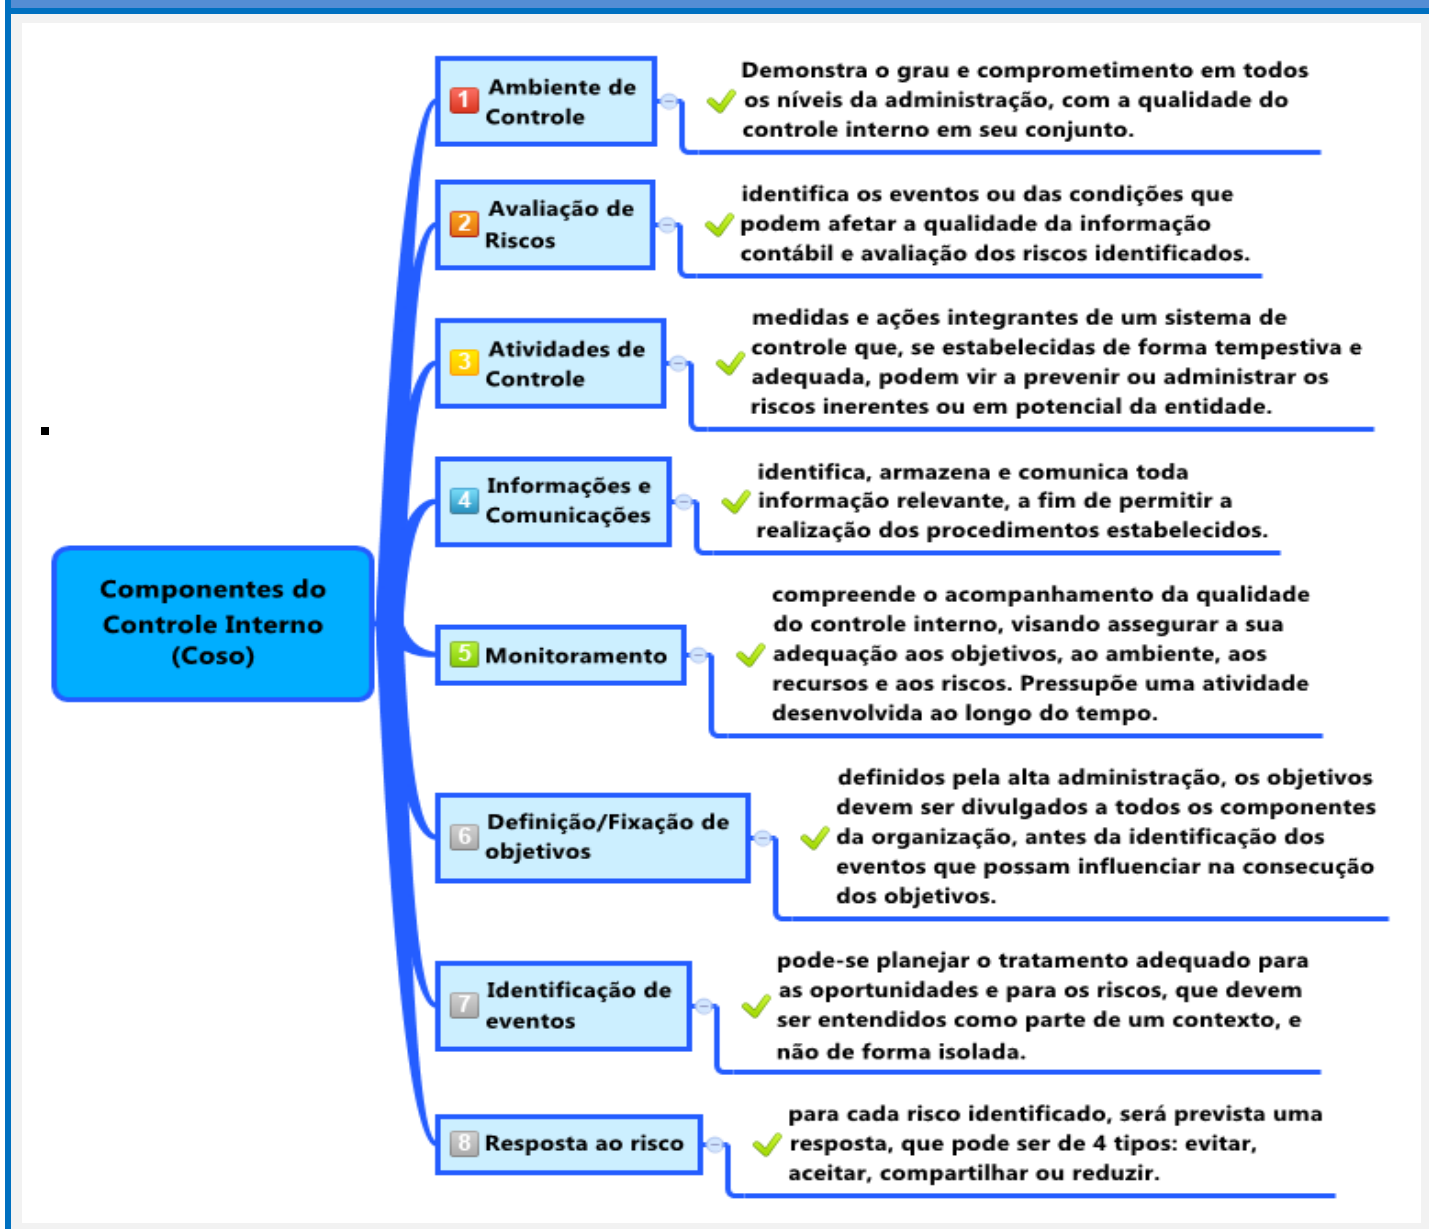 Componentes do
Controle Interno
(Coso)
1
Ambiente de
Controle
Demonstra o grau e comprometimento em todos
os níveis da administração, com a qualidade do
controle interno em seu conjunto.
2
Avaliação de
Riscos
identifica os eventos ou das condições que
podem afetar a qualidade da informação
contábil e avaliação dos riscos identificados.
3
Atividades de
Controle
medidas e ações integrantes de um sistema de
controle que, se estabelecidas de forma tempestiva e
adequada, podem vir a prevenir ou administrar os
riscos inerentes ou em potencial da entidade.
4
Informações e
Comunicações
identifica, armazena e comunica toda
informação relevante, a fim de permitir a
realização dos procedimentos estabelecidos.
5
Monitoramento
compreende o acompanhamento da qualidade
do controle interno, visando assegurar a sua
adequação aos objetivos, ao ambiente, aos
recursos e aos riscos. Pressupõe uma atividade
desenvolvida ao longo do tempo.
6
Definição/Fixação de
objetivos
definidos pela alta administração, os objetivos
devem ser divulgados a todos os componentes
da organização, antes da identificação dos
eventos que possam influenciar na consecução
dos objetivos.
7
Identificação de
eventos
pode-se planejar o tratamento adequado para
as oportunidades e para os riscos, que devem
ser entendidos como parte de um contexto, e
não de forma isolada.
8
Resposta ao risco
para cada risco identificado, será prevista uma
resposta, que pode ser de 4 tipos: evitar,
aceitar, compartilhar ou reduzir.